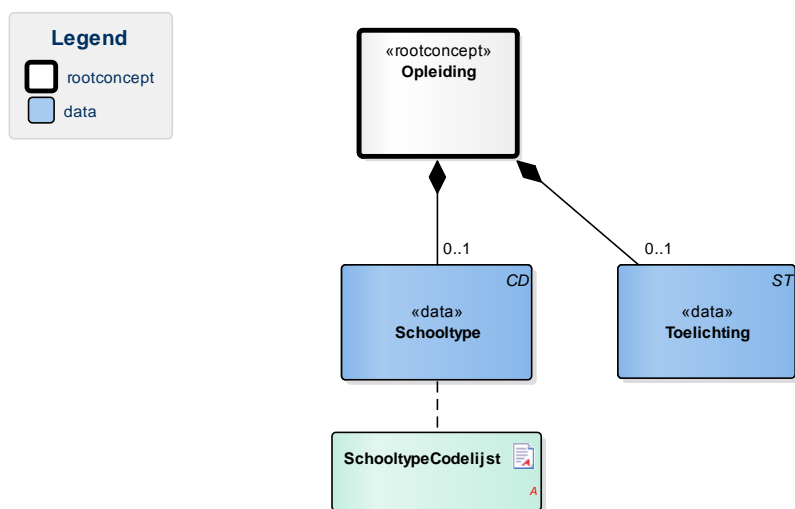 Legend
rootconcept
data
«rootconcept»
Opleiding
0..1
0..1
CD
«data»
Schooltype
ST
«data»
Toelichting
SchooltypeCodelijst
A